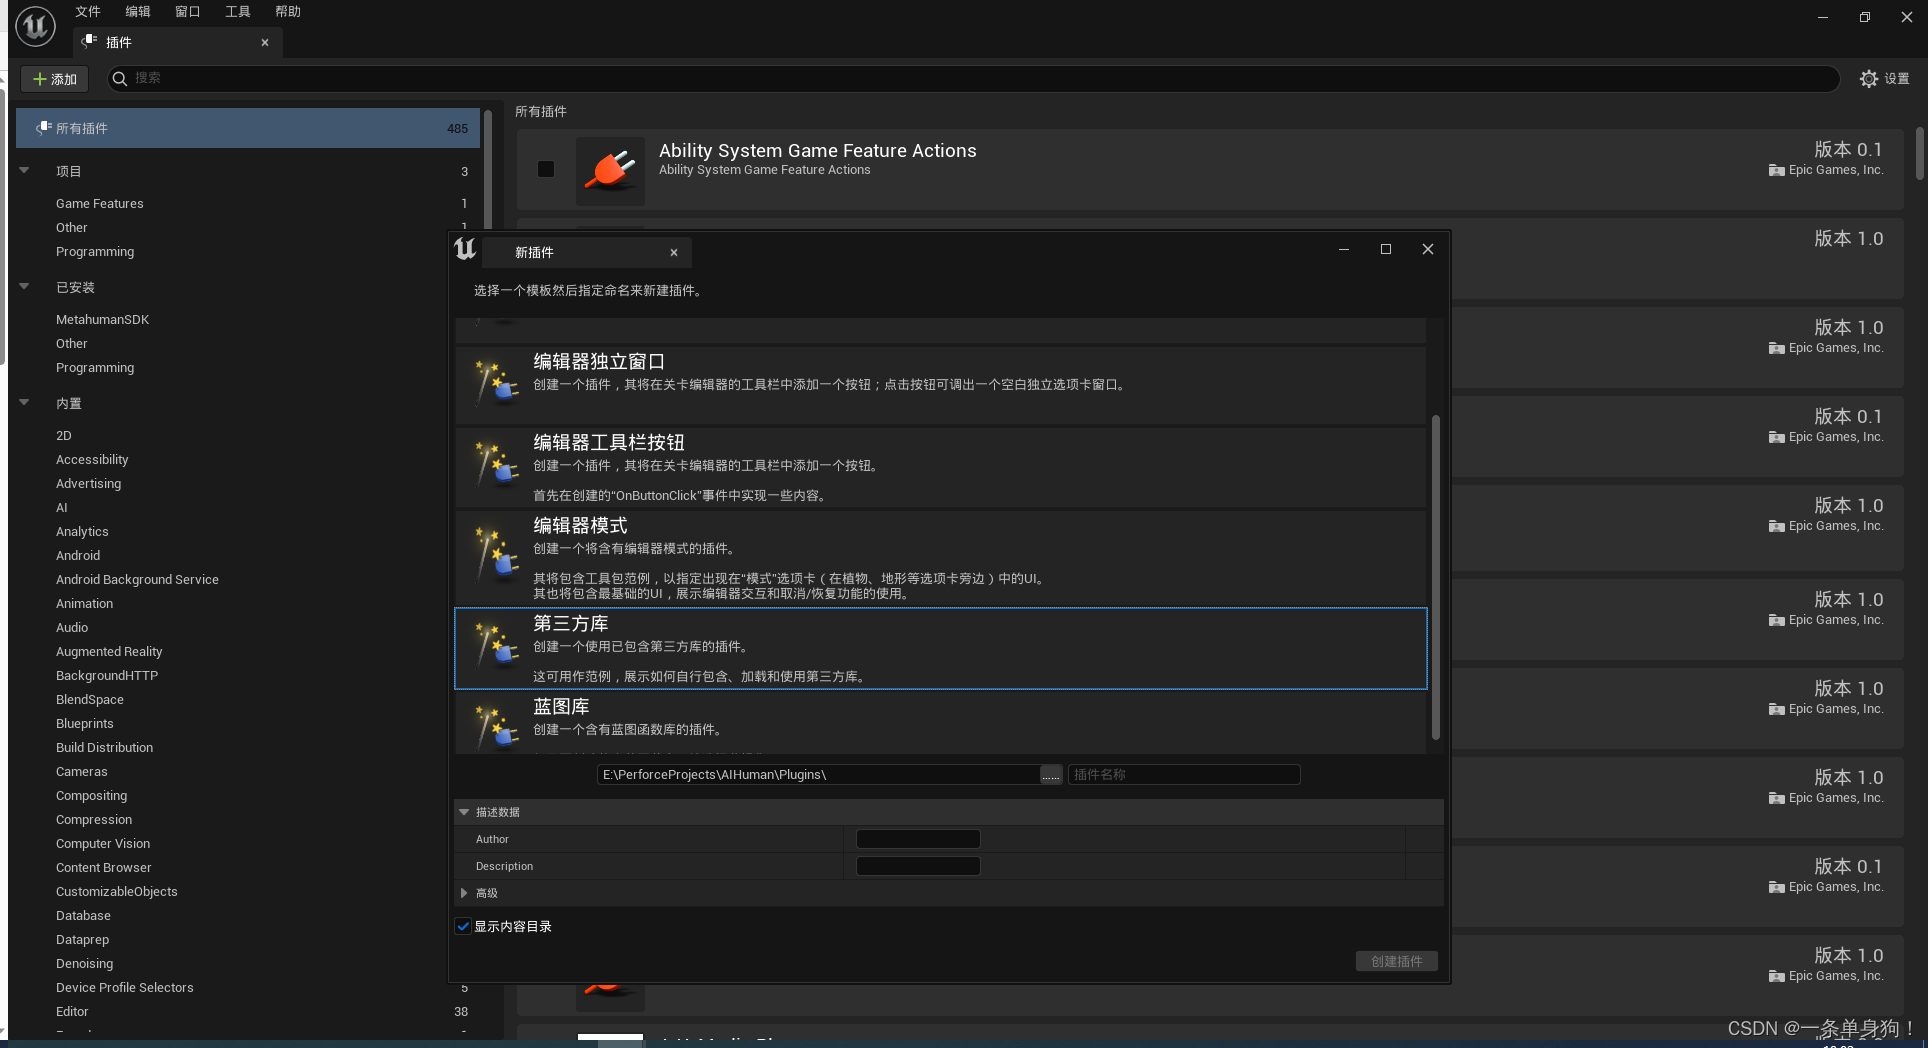 文件 编辑 窗口 工具 帮助
插件
添加
搜索
设置
所有插件 485
项目 3
Game Features 1
Other 1
Programming
已安装
MetahumanSDK
Other
Programming
内置
2D
Accessibility
Advertising
AI
Analytics
Android
Android Background Service
Animation
Audio
Augmented Reality
BackgroundHTTP
BlendSpace
Blueprints
Build Distribution
Cameras
Compositing
Compression
Computer Vision
Content Browser
CustomizableObjects
Database
Dataprep
Denoising
Device Profile Selectors 5
Editor 38
所有插件
Ability System Game Feature Actions
Ability System Game Feature Actions
版本 0.1
Epic Games, Inc.
版本 1.0
版本 1.0
Epic Games, Inc.
版本 0.1
Epic Games, Inc.
版本 1.0
Epic Games, Inc.
版本 1.0
Epic Games, Inc.
版本 1.0
Epic Games, Inc.
版本 1.0
Epic Games, Inc.
版本 0.1
Epic Games, Inc.
版本 1.0
Epic Games, Inc.
新插件
选择一个模板然后指定命名来新建插件。
编辑器独立窗口
创建一个插件，其将在关卡编辑器的工具栏中添加一个按钮；点击按钮可调出一个空白独立选项卡窗口。
编辑器工具栏按钮
创建一个插件，其将在关卡编辑器的工具栏中添加一个按钮。
首先在创建的“OnButtonClick”事件中实现一些内容。
编辑器模式
创建一个将含有编辑器模式的插件。
其将包含工具包范例，以指定出现在“模式”选项卡（在植物、地形等选项卡旁边）中的UI。
其也将包含最基础的UI，展示编辑器交互和取消/恢复功能的使用。
第三方库
创建一个使用已包含第三方库的插件。
这可用作范例，展示如何自行包含、加载和使用第三方库。
蓝图库
创建一个含有蓝图函数库的插件。
E:\PerforceProjects\AIHuman\Plugins\ ...... 插件名称
描述数据
Author
Description
高级
显示内容目录
创建插件
CSDN @一条单身狗！